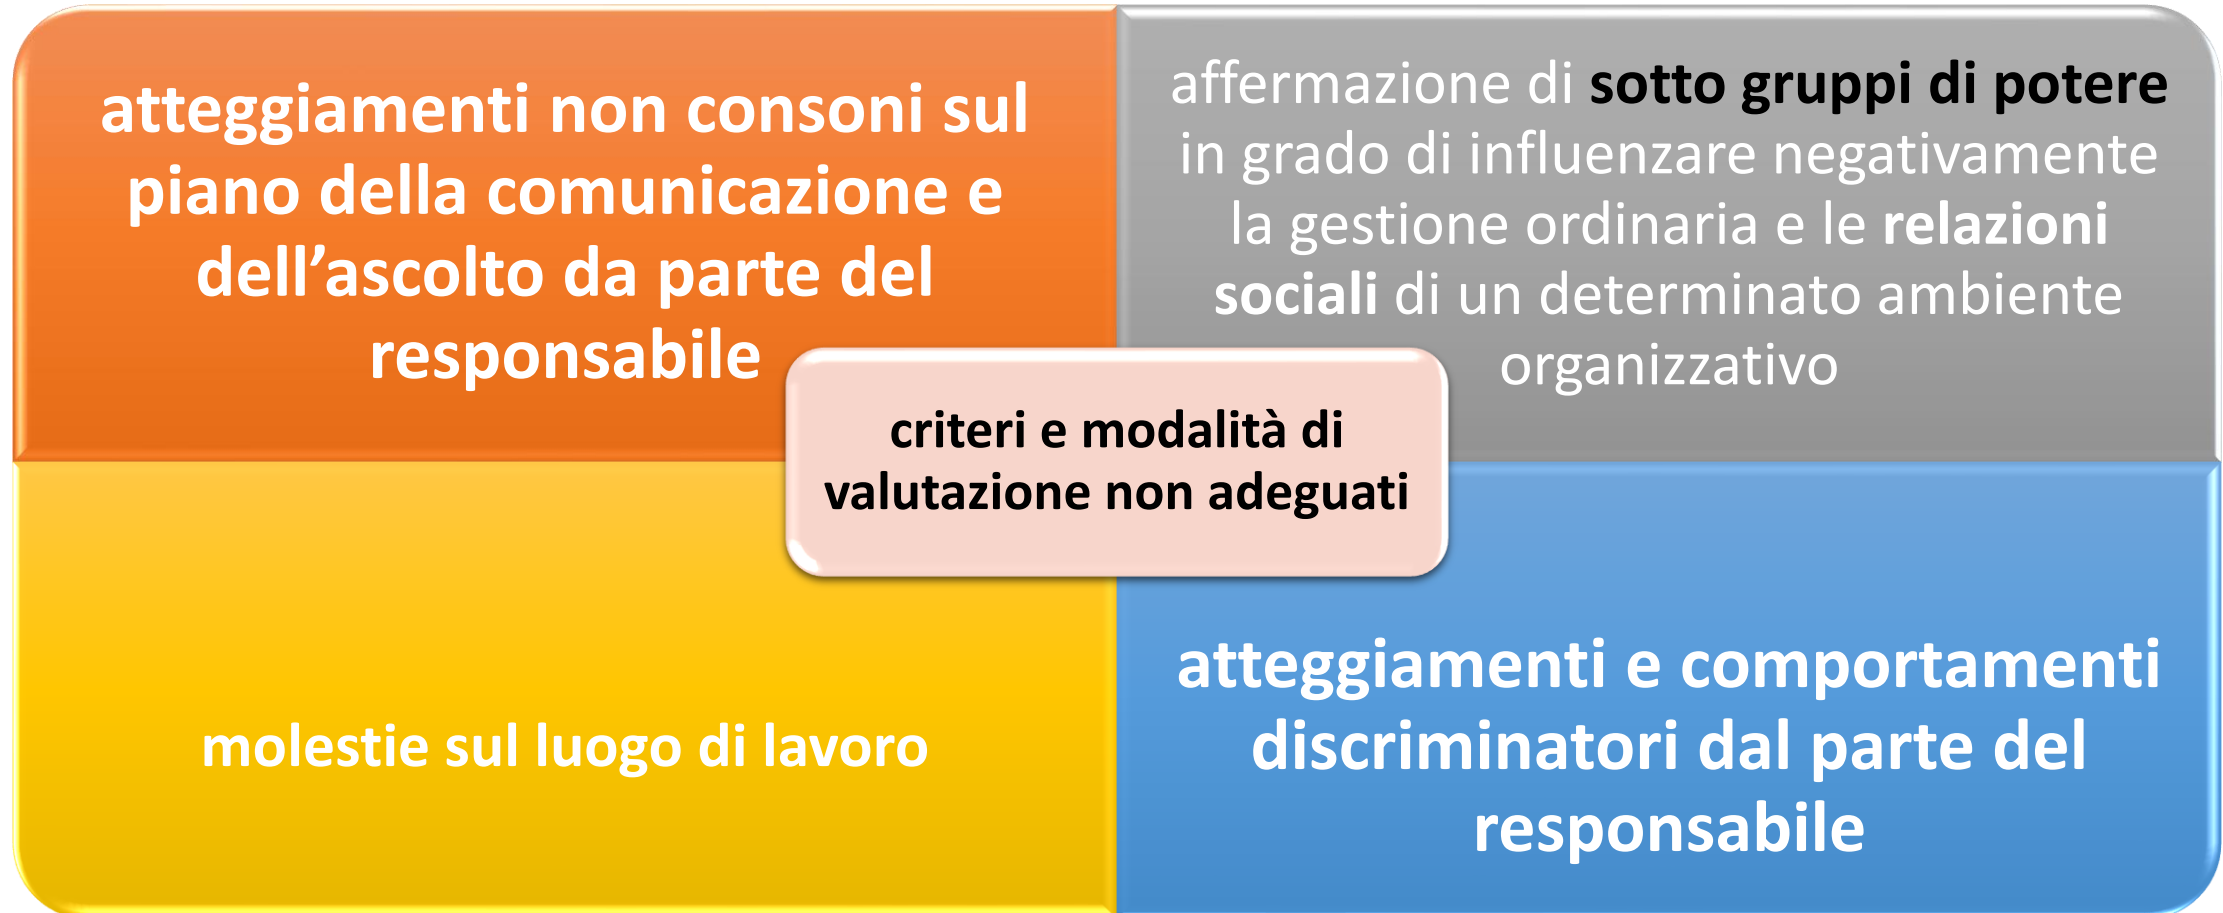 atteggiamenti non consoni sul
piano della comunicazione e
dell’ascolto da parte del
responsabile
affermazione di sotto gruppi di potere
in grado di influenzare negativamente
la gestione ordinaria e le relazioni
sociali di un determinato ambiente
organizzativo
criteri e modalità di
valutazione non adeguati
molestie sul luogo di lavoro
atteggiamenti e comportamenti
discriminatori dal parte del
responsabile